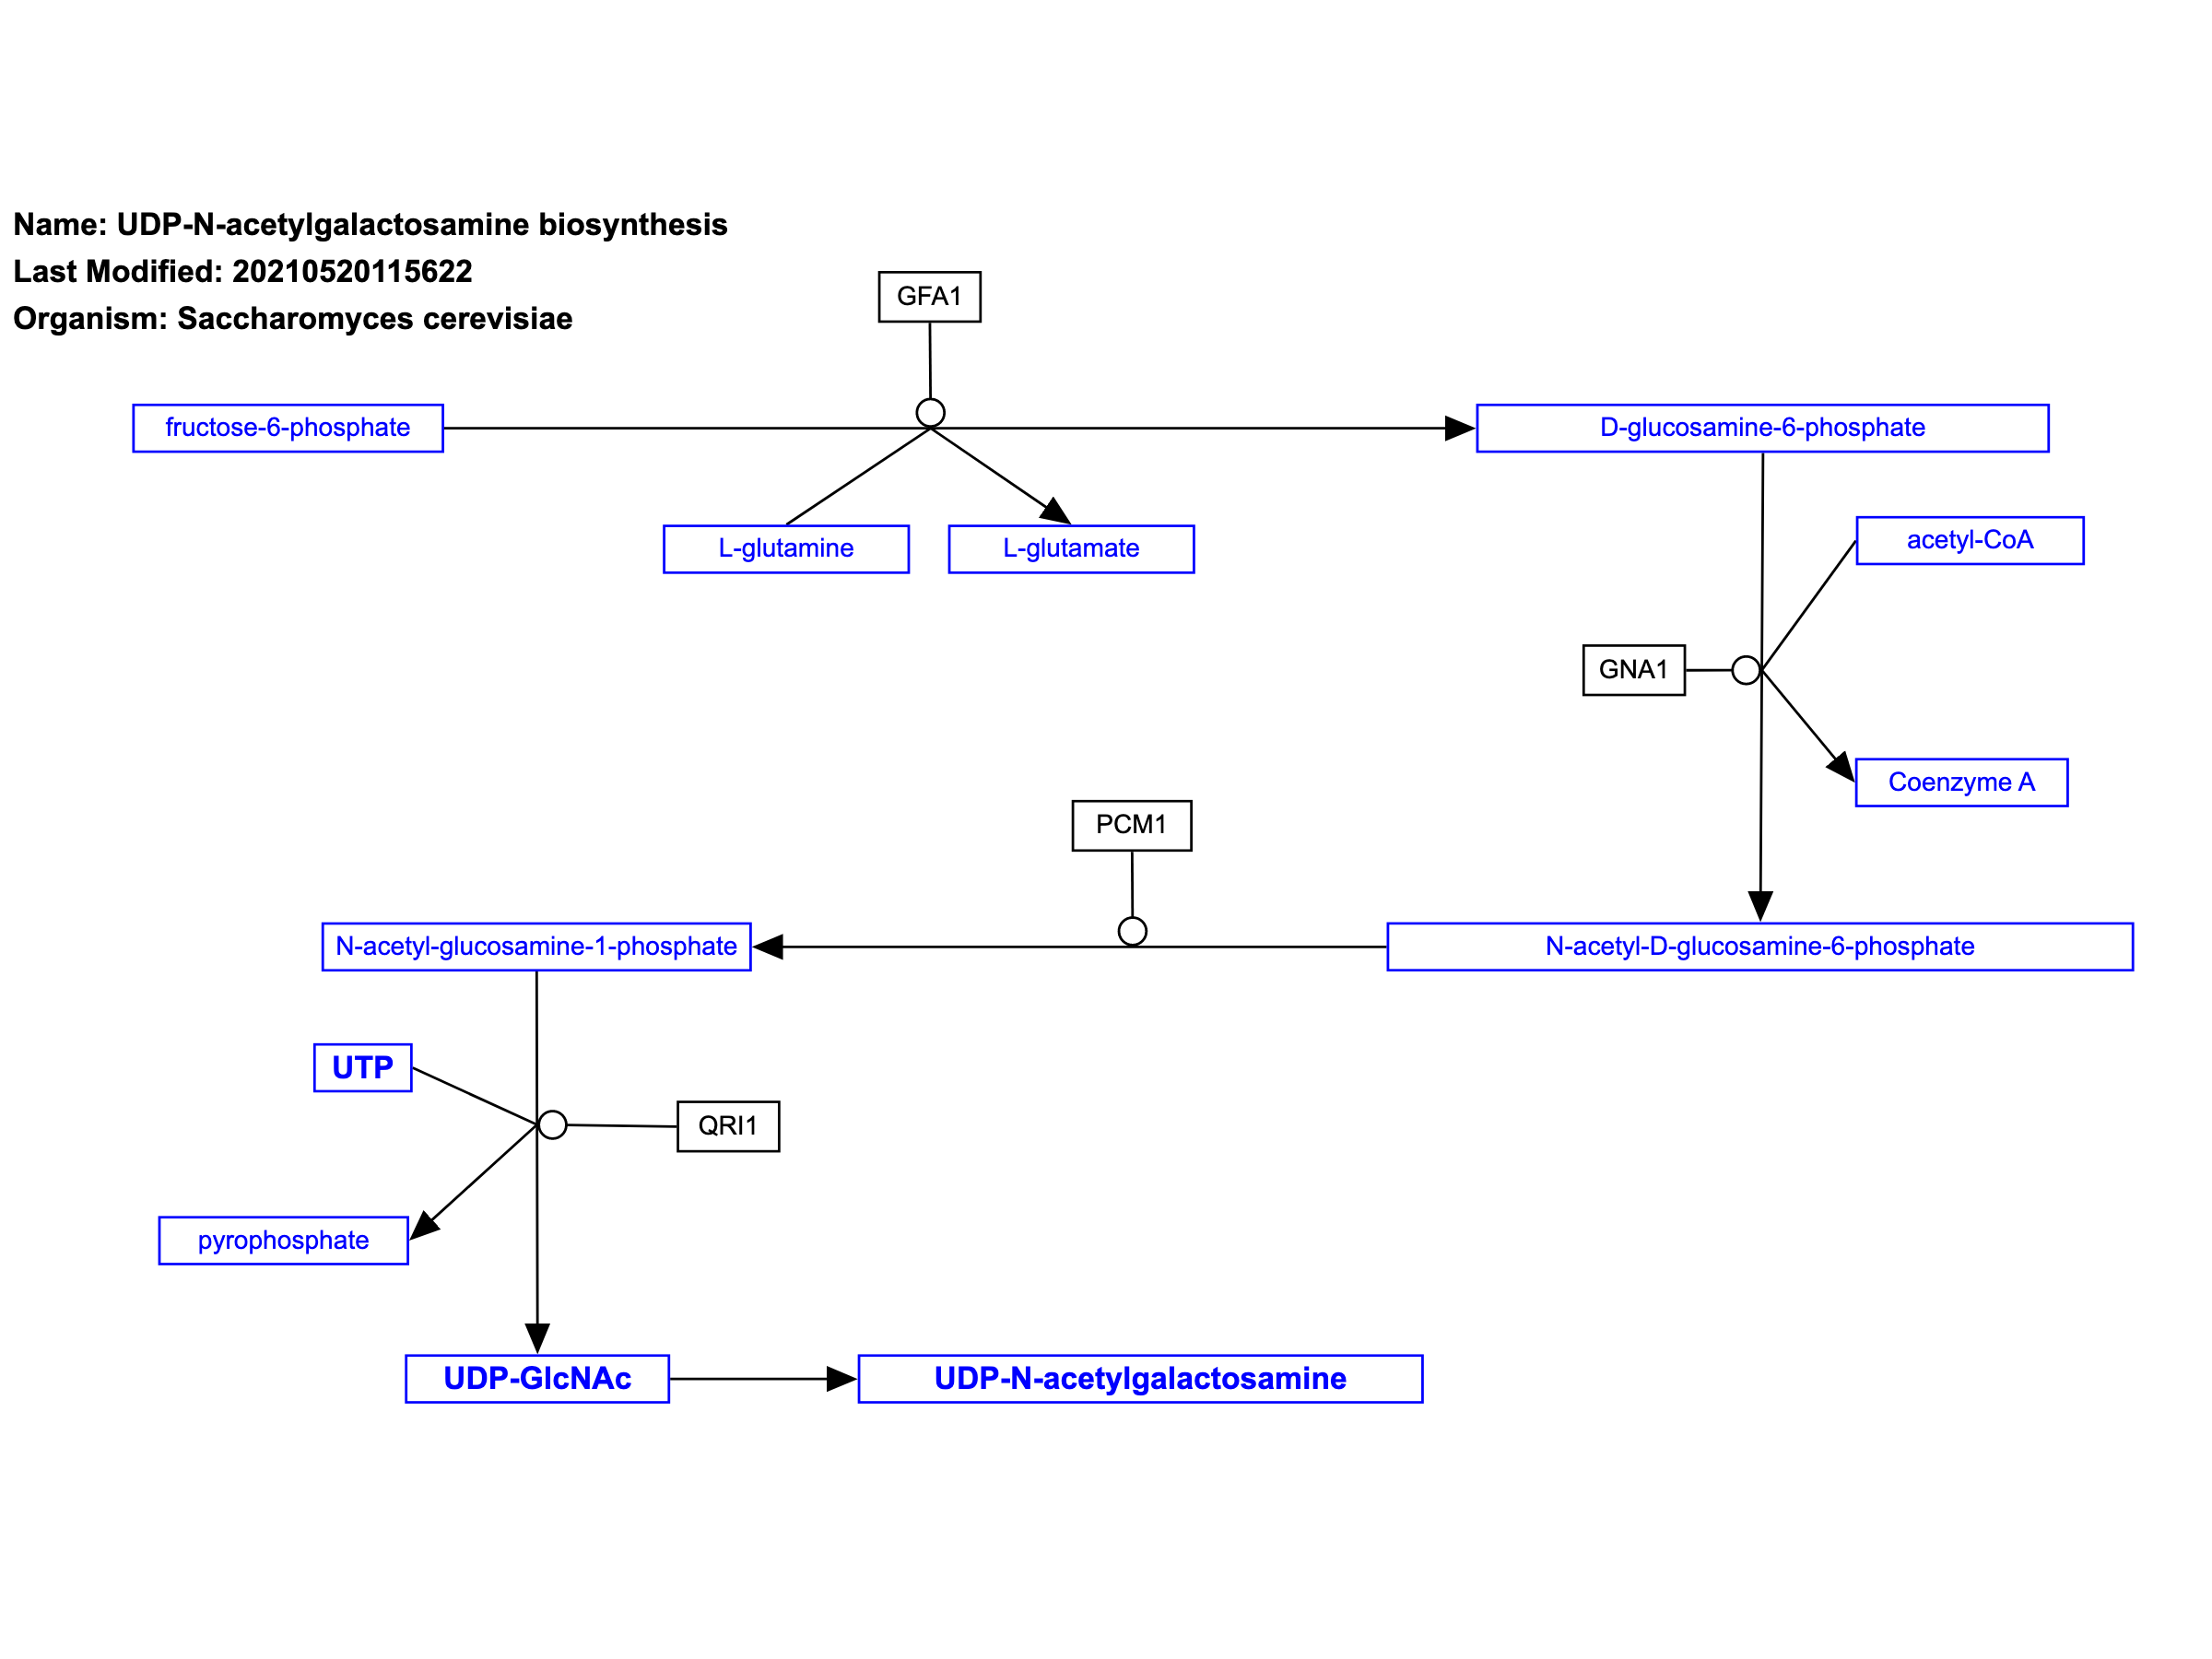 Name: UDP-N-acetylgalactosamine biosynthesis
Last Modified: 20210520115622
Organism: Saccharomyces cerevisiae
GFA1
fructose-6-phosphate
D-glucosamine-6-phosphate
L-glutamine
L-glutamate
acetyl-CoA
GNA1
Coenzyme A
PCM1
N-acetyl-glucosamine-1-phosphate
N-acetyl-D-glucosamine-6-phosphate
UTP
QRI1
pyrophosphate
UDP-GlcNAc
UDP-N-acetylgalactosamine